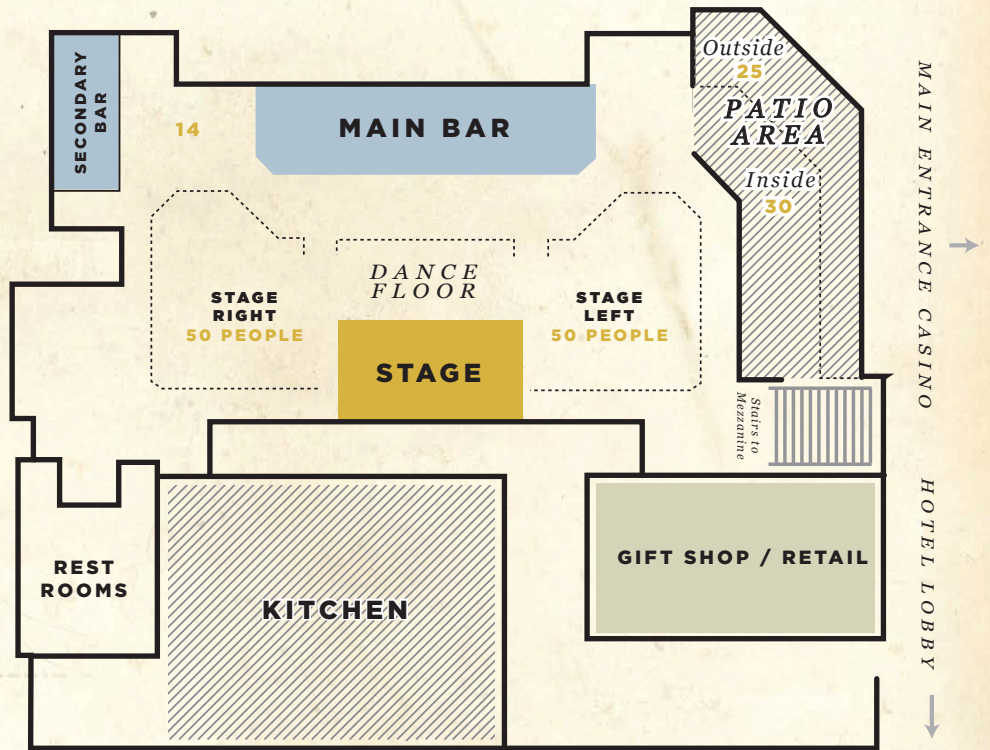 Outside
25
SECONDARY
BAR
14
MAIN BAR
PATIO
AREA
Inside
30
MAIN ENTRANCE CASINO
DANCE
FLOOR
STAGE
RIGHT
50 PEOPLE
STAGE
LEFT
50 PEOPLE
STAGE
Stairs to
Mezzanine
HOTEL LOBBY
REST
ROOMS
KITCHEN
GIFT SHOP / RETAIL